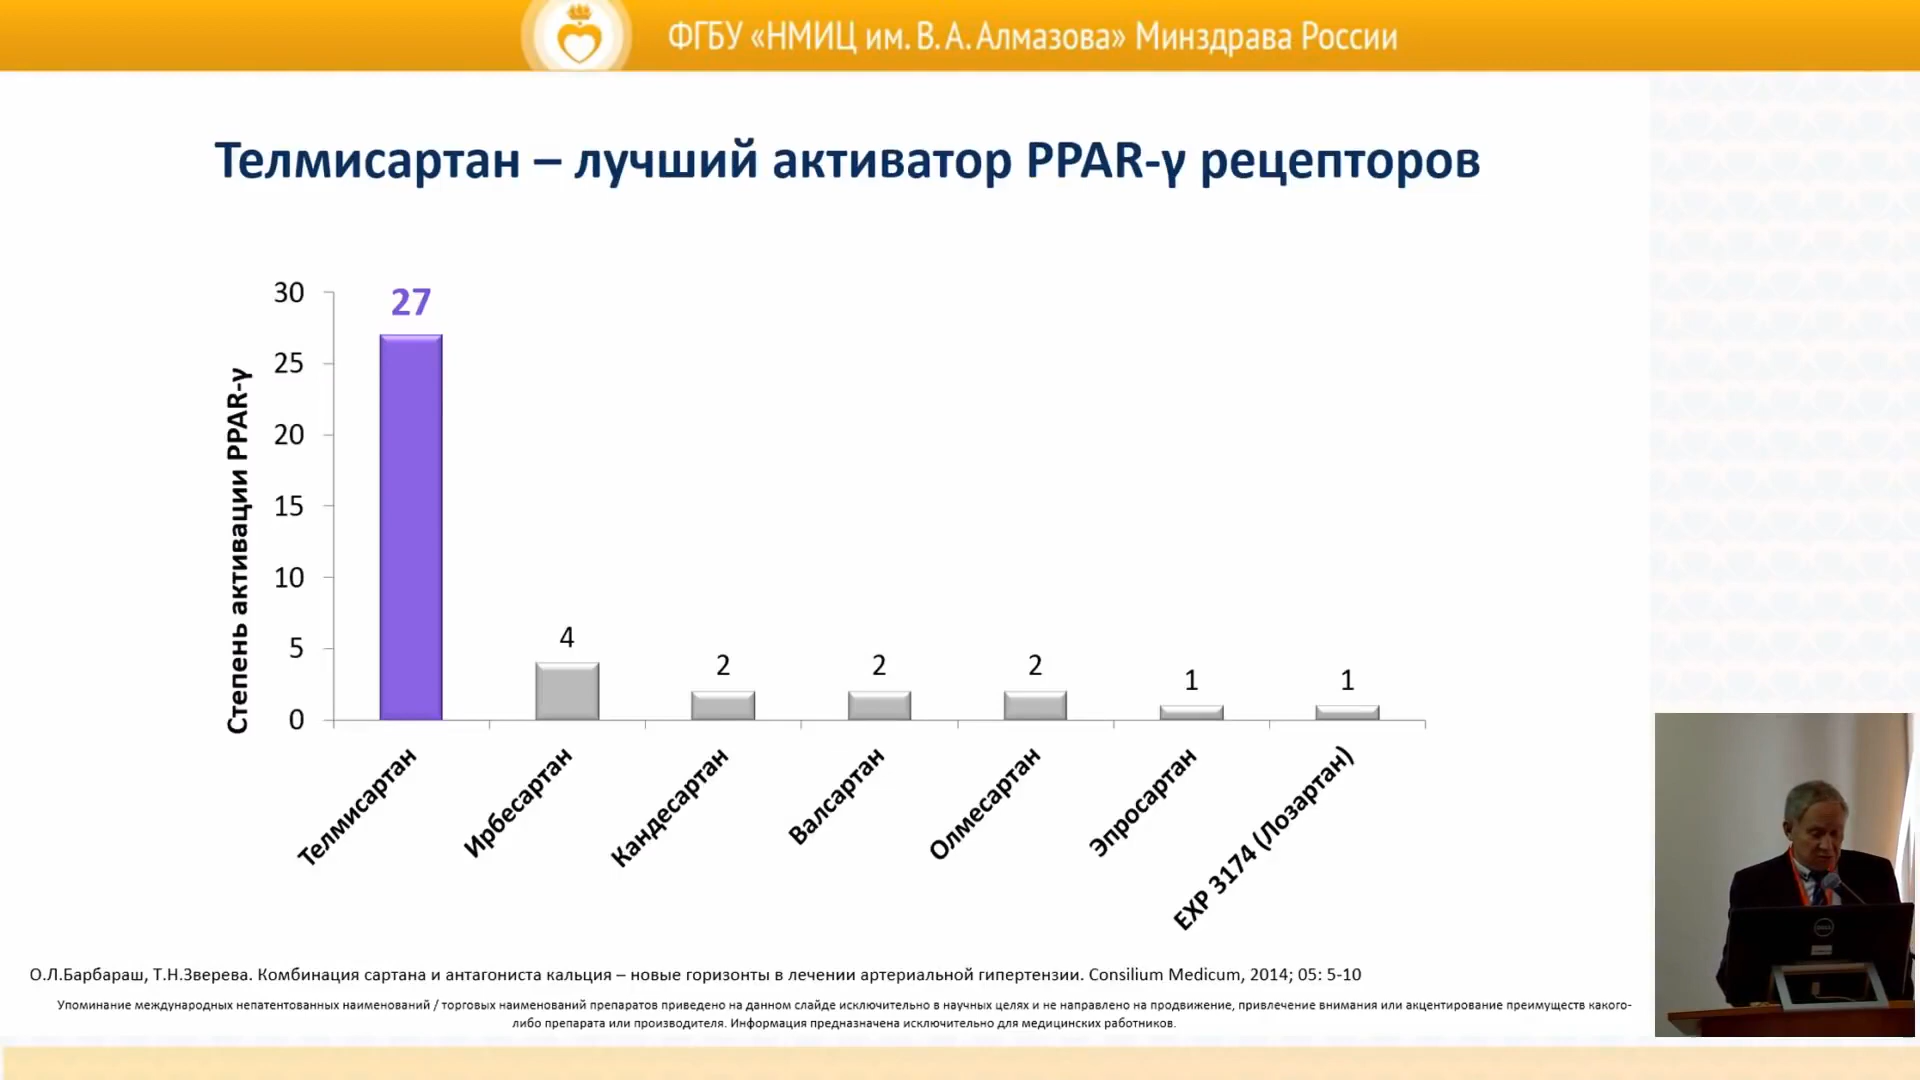 ФГБУ «НМИЦ им. В. А. Алмазова» Минздрава России
Телмисартан – лучший активатор PPAR-γ рецепторов
Степень активации PPAR-γ
30
25
20
15
10
5
0
27
4
2
2
2
1
1
Телмисартан
Ирбесартан
Кандесартан
Валсартан
Олмесартан
Эпросартан
EXP 3174 (Лозартан)
О.Л.Барбараш, Т.Н.Зверева. Комбинация сартана и антагониста кальция – новые горизонты в лечении артериальной гипертензии. Consilium Medicum, 2014; 05: 5-10
Упоминание международных непатентованных наименований / торговых наименований препаратов приведено на данном слайде исключительно в научных целях и не направлено на продвижение, привлечение внимания или акцентирование преимуществ какого-
либо препарата или производителя. Информация предназначена исключительно для медицинских работников.
DELL